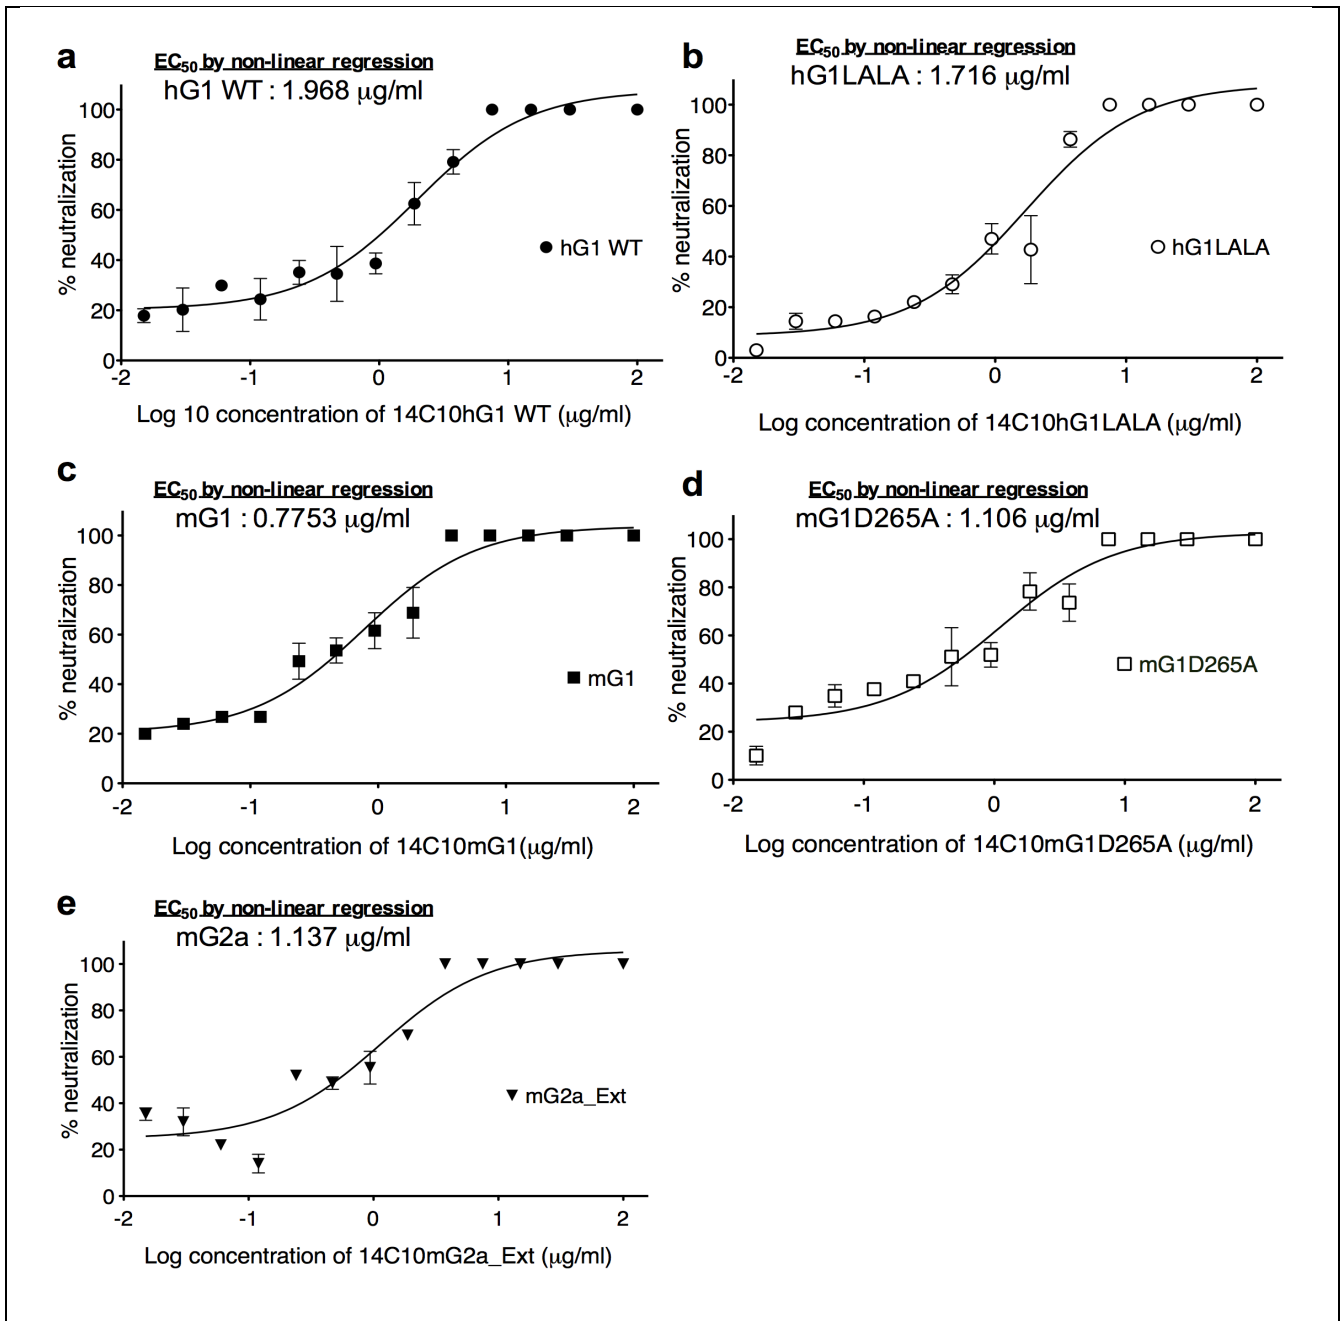 a
EC50 by non-linear regression
hG1 WT : 1.968 μg/ml
% neutralization
100
80
60
40
20
0
-2 -1 0 1 2
hG1 WT
Log 10 concentration of 14C10hG1 WT (μg/ml)
b
EC50 by non-linear regression
hG1LALA : 1.716 μg/ml
% neutralization
100
80
60
40
20
0
-2 -1 0 1 2
hG1LALA
Log concentration of 14C10hG1LALA (μg/ml)
c
EC50 by non-linear regression
mG1 : 0.7753 μg/ml
% neutralization
100
80
60
40
20
0
-2 -1 0 1 2
mG1
Log concentration of 14C10mG1(μg/ml)
d
EC50 by non-linear regression
mG1D265A : 1.106 μg/ml
% neutralization
100
80
60
40
20
0
-2 -1 0 1 2
mG1D265A
Log concentration of 14C10mG1D265A (μg/ml)
e
EC50 by non-linear regression
mG2a : 1.137 μg/ml
% neutralization
100
80
60
40
20
0
-2 -1 0 1 2
mG2a_Ext
Log concentration of 14C10mG2a_Ext (μg/ml)